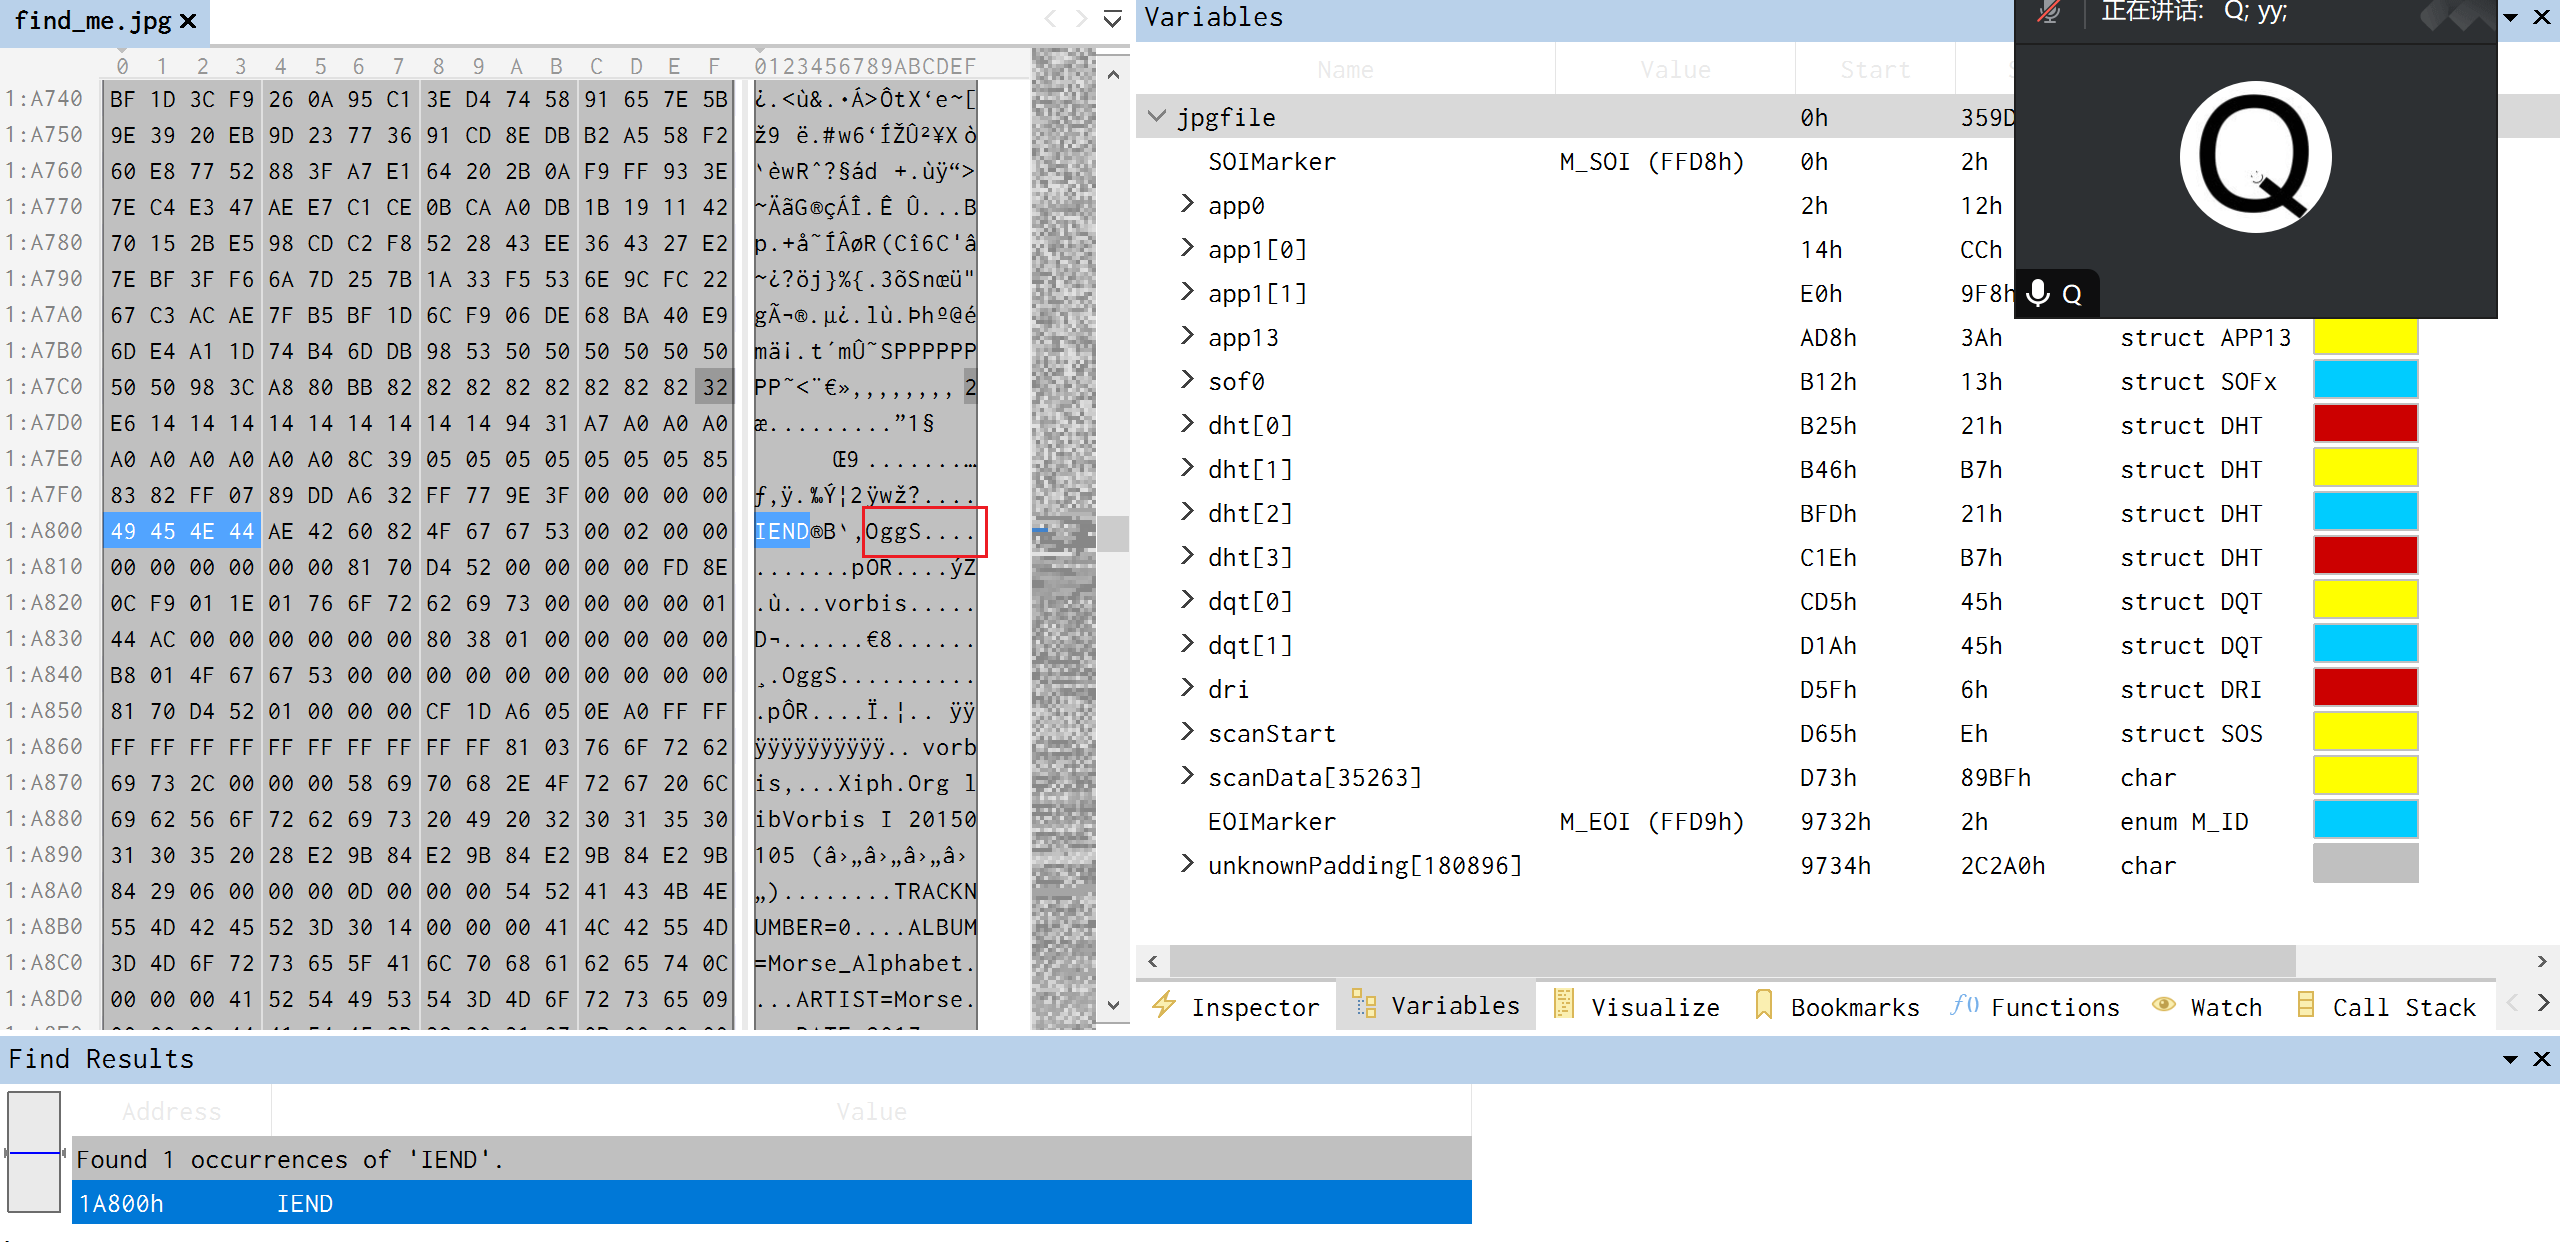 find_me.jpg
0 1 2 3 4 5 6 7 8 9 A B C D E F 0123456789ABCDEF
1:A740 BF 1D 3C F9 26 0A 95 C1 3E D4 74 58 91 65 7E 5B ¿.<ù&.•Á>ÔtX‘e~[
1:A750 9E 39 20 EB 9D 23 77 36 91 CD 8E DB B2 A5 58 F2 ž9 ë.#w6‘ÍŽÛ²¥Xò
1:A760 60 E8 77 52 88 3F A7 E1 64 20 2B 0A F9 FF 93 3E `èwRˆ?§ád +.ùÿ“>
1:A770 7E C4 E3 47 AE E7 C1 CE 0B CA A0 DB 1B 19 11 42 ~ÄãG®çÁÎ.Ê Û...B
1:A780 70 15 2B E5 98 CD C2 F8 52 28 43 EE 36 43 27 E2 p.+å˜ÍÂøR(Cî6C'â
1:A790 7E BF 3F F6 6A 7D 25 7B 1A 33 F5 53 6E 9C FC 22 ~¿?öj}%{.3õSnœü"
1:A7A0 67 C3 AC AE 7F B5 BF 1D 6C F9 06 DE 68 BA 40 E9 gÃ¬®.µ¿.lù.Þhº@é
1:A7B0 6D E4 A1 1D 74 B4 6D DB 98 53 50 50 50 50 50 50 mä¡.t´mÛ˜SPPPPPP
1:A7C0 50 50 98 3C A8 80 BB 82 82 82 82 82 82 82 82 32 PP˜<¨€»‚‚‚‚‚‚‚‚2
1:A7D0 E6 14 14 14 14 14 14 14 14 14 94 31 A7 A0 A0 A0 æ.........”1§
1:A7E0 A0 A0 A0 A0 A0 A0 8C 39 05 05 05 05 05 05 05 85 Œ9.......…
1:A7F0 83 82 FF 07 89 DD A6 32 FF 77 9E 3F 00 00 00 00 ƒ‚ÿ.‰Ý¦2ÿwž?....
1:A800 49 45 4E 44 AE 42 60 82 4F 67 67 53 00 02 00 00 IEND®B`‚OggS....
1:A810 00 00 00 00 00 00 81 70 D4 52 00 00 00 00 FD 8E .......pÔR....ýŽ
1:A820 0C F9 01 1E 01 76 6F 72 62 69 73 00 00 00 00 01 .ù...vorbis.....
1:A830 44 AC 00 00 00 00 00 00 80 38 01 00 00 00 00 00 D¬......€8......
1:A840 B8 01 4F 67 67 53 00 00 00 00 00 00 00 00 00 00 ¸.OggS..........
1:A850 81 70 D4 52 01 00 00 00 CF 1D A6 05 0E A0 FF FF .pÔR....Ï.¦.. ÿÿ
1:A860 FF FF FF FF FF FF FF FF FF FF 81 03 76 6F 72 62 ÿÿÿÿÿÿÿÿÿÿ..vorb
1:A870 69 73 2C 00 00 00 58 69 70 68 2E 4F 72 67 20 6C is,...Xiph.Org l
1:A880 69 62 56 6F 72 62 69 73 20 49 20 32 30 31 35 30 ibVorbis I 20150
1:A890 31 30 35 20 28 E2 9B 84 E2 9B 84 E2 9B 84 E2 9B 105 (â›„â›„â›„â›
1:A8A0 84 29 06 00 00 00 0D 00 00 00 54 52 41 43 4B 4E „)........TRACKN
1:A8B0 55 4D 42 45 52 3D 30 14 00 00 00 41 4C 42 55 4D UMBER=0....ALBUM
1:A8C0 3D 4D 6F 72 73 65 5F 41 6C 70 68 61 62 65 74 0C =Morse_Alphabet.
1:A8D0 00 00 00 41 52 54 49 53 54 3D 4D 6F 72 73 65 09 ...ARTIST=Morse.
Variables
正在讲话: Q; yy;
Q
Q
Name Value Start
jpgfile 0h 359D
SOIMarker M_SOI (FFD8h) 0h 2h
app0 2h 12h
app1[0] 14h CCh
app1[1] E0h 9F8h
app13 AD8h 3Ah struct APP13
sof0 B12h 13h struct SOFx
dht[0] B25h 21h struct DHT
dht[1] B46h B7h struct DHT
dht[2] BFDh 21h struct DHT
dht[3] C1Eh B7h struct DHT
dqt[0] CD5h 45h struct DQT
dqt[1] D1Ah 45h struct DQT
dri D5Fh 6h struct DRI
scanStart D65h Eh struct SOS
scanData[35263] D73h 89BFh char
EOIMarker M_EOI (FFD9h) 9732h 2h enum M_ID
unknownPadding[180896] 9734h 2C2A0h char
Inspector Variables Visualize Bookmarks f() Functions Watch Call Stack
Find Results
Address Value
Found 1 occurrences of 'IEND'.
1A800h IEND